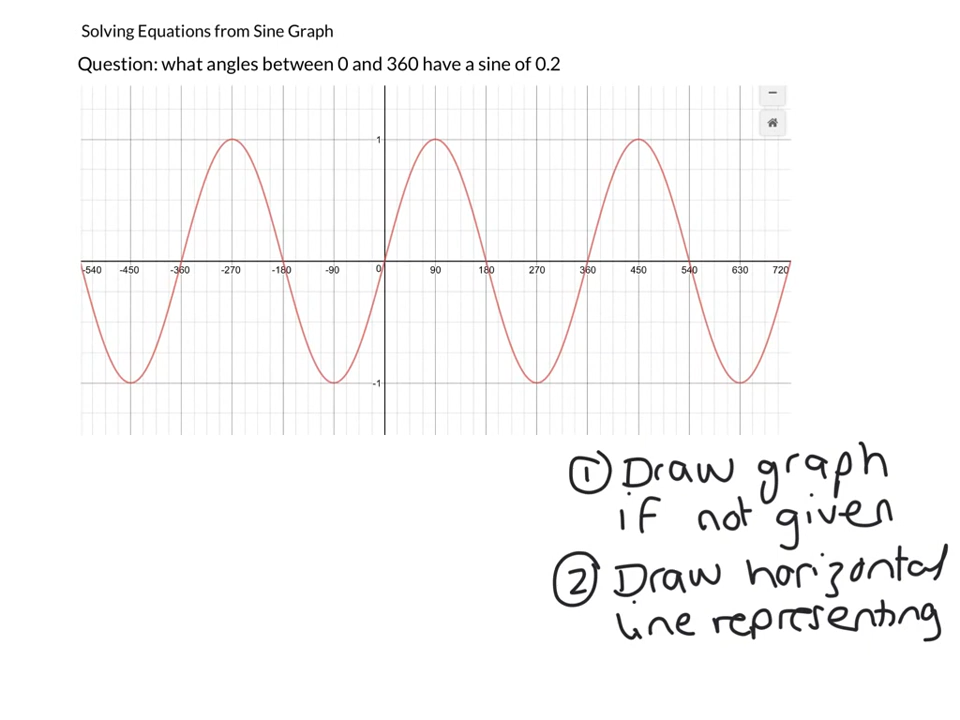 Solving Equations from Sine Graph
Question: what angles between 0 and 360 have a sine of 0.2
1
-540 -450 -360 -270 -180 -90 0 90 180 270 360 450 540 630 720
-1
① Draw graph
if not given
② Draw horizontal
line representing